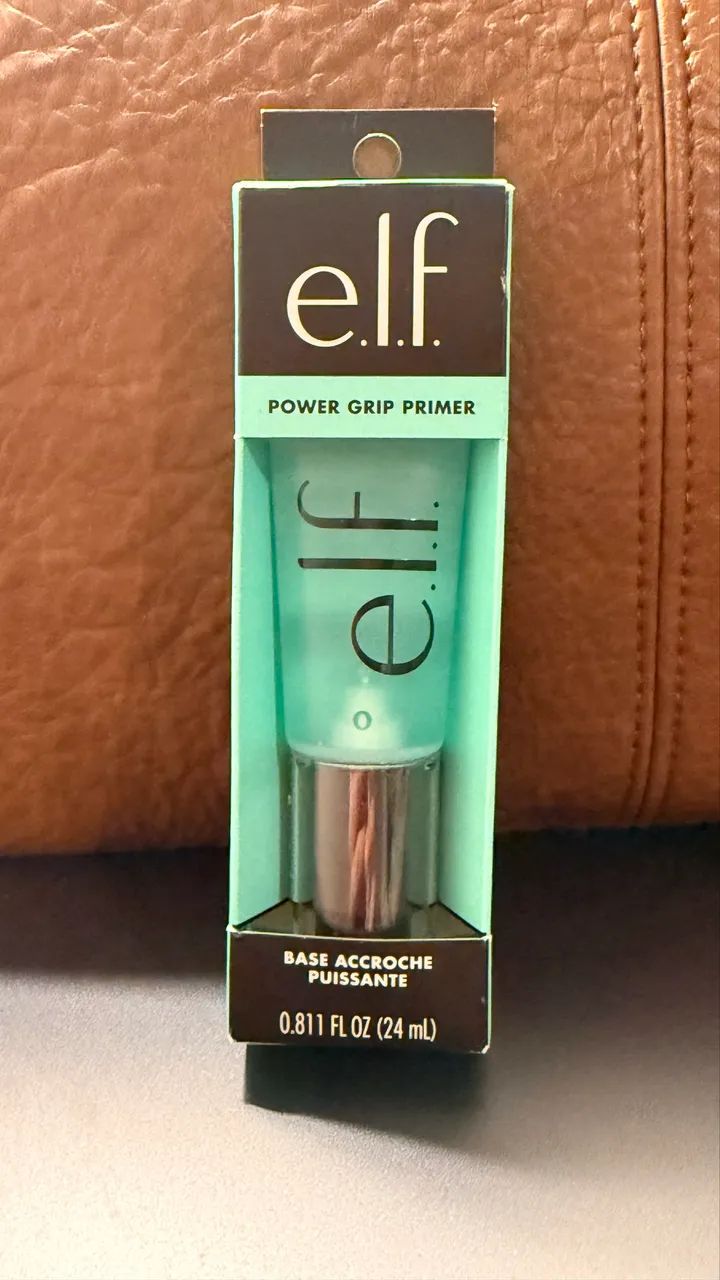 e.l.f.
POWER GRIP PRIMER
e.l.f.
BASE ACCROCHE
PUISSANTE
0.811 FL OZ (24 mL)